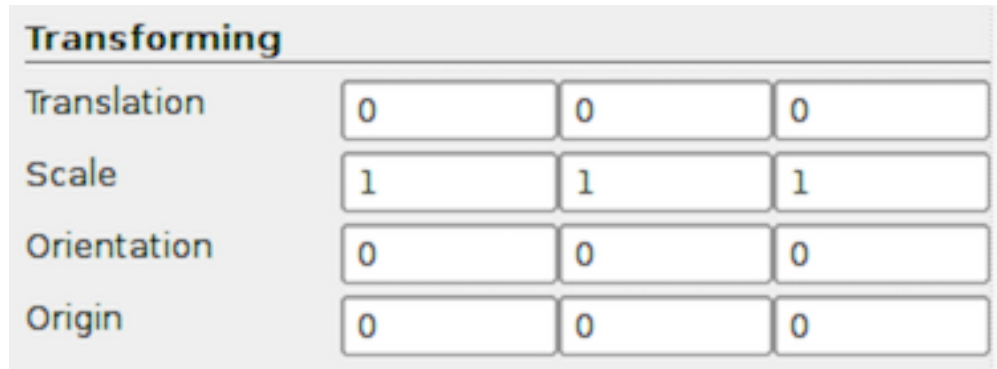 Transforming
Translation 0 0 0
Scale 1 1 1
Orientation 0 0 0
Origin 0 0 0